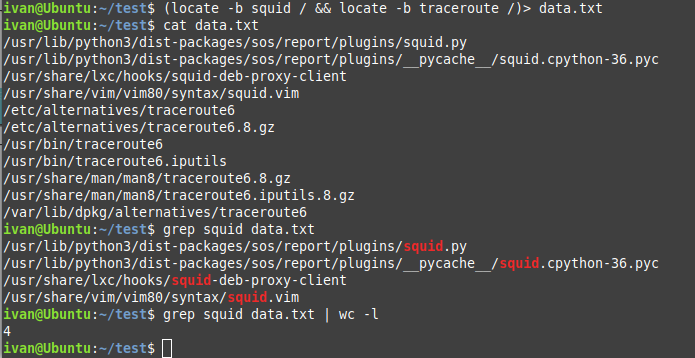 ivan@Ubuntu:~/test$ (locate -b squid / && locate -b traceroute /)> data.txt
ivan@Ubuntu:~/test$ cat data.txt
/usr/lib/python3/dist-packages/sos/report/plugins/squid.py
/usr/lib/python3/dist-packages/sos/report/plugins/__pycache__/squid.cpython-36.pyc
/usr/share/lxc/hooks/squid-deb-proxy-client
/usr/share/vim/vim80/syntax/squid.vim
/etc/alternatives/traceroute6
/etc/alternatives/traceroute6.8.gz
/usr/bin/traceroute6
/usr/bin/traceroute6.iputils
/usr/share/man/man8/traceroute6.8.gz
/usr/share/man/man8/traceroute6.iputils.8.gz
/var/lib/dpkg/alternatives/traceroute6
ivan@Ubuntu:~/test$ grep squid data.txt
/usr/lib/python3/dist-packages/sos/report/plugins/squid.py
/usr/lib/python3/dist-packages/sos/report/plugins/__pycache__/squid.cpython-36.pyc
/usr/share/lxc/hooks/squid-deb-proxy-client
/usr/share/vim/vim80/syntax/squid.vim
ivan@Ubuntu:~/test$ grep squid data.txt | wc -l
4
ivan@Ubuntu:~/test$